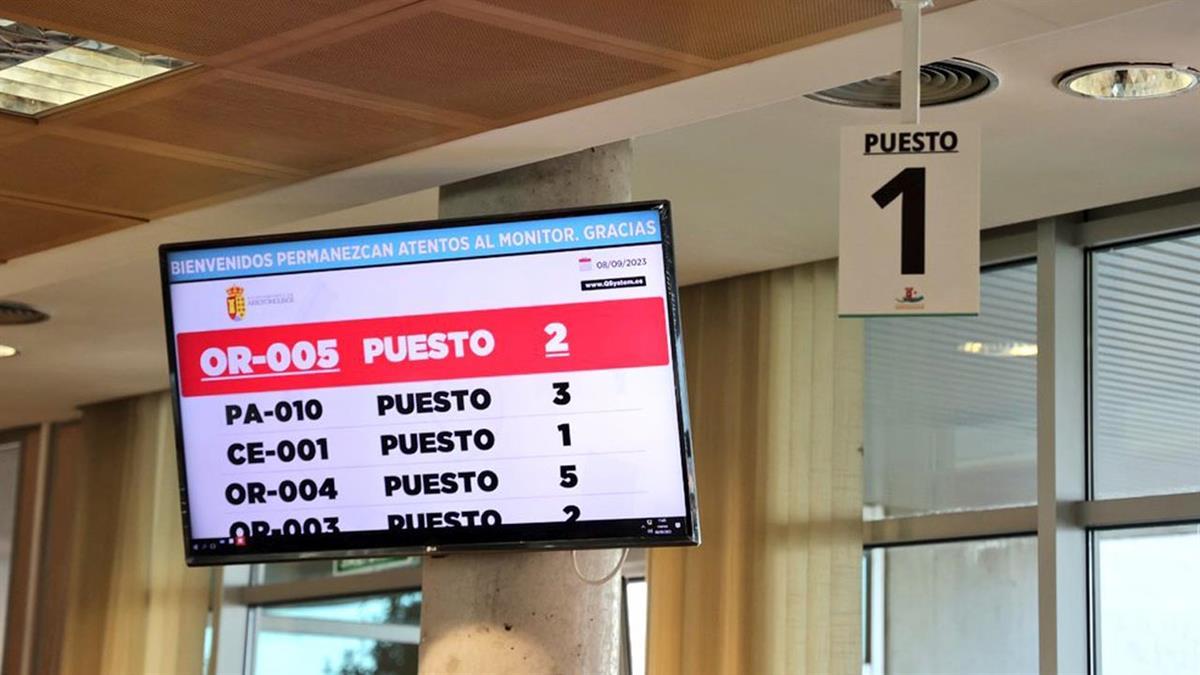 BIENVENIDOS PERMANEZCAN ATENTOS AL MONITOR. GRACIAS
08/09/2023
www.QSystem.es
ARROYOMOLINOS
OR-005 PUESTO 2
PA-010 PUESTO 3
CE-001 PUESTO 1
OR-004 PUESTO 5
OR-003 PUESTO 2
PUESTO
1